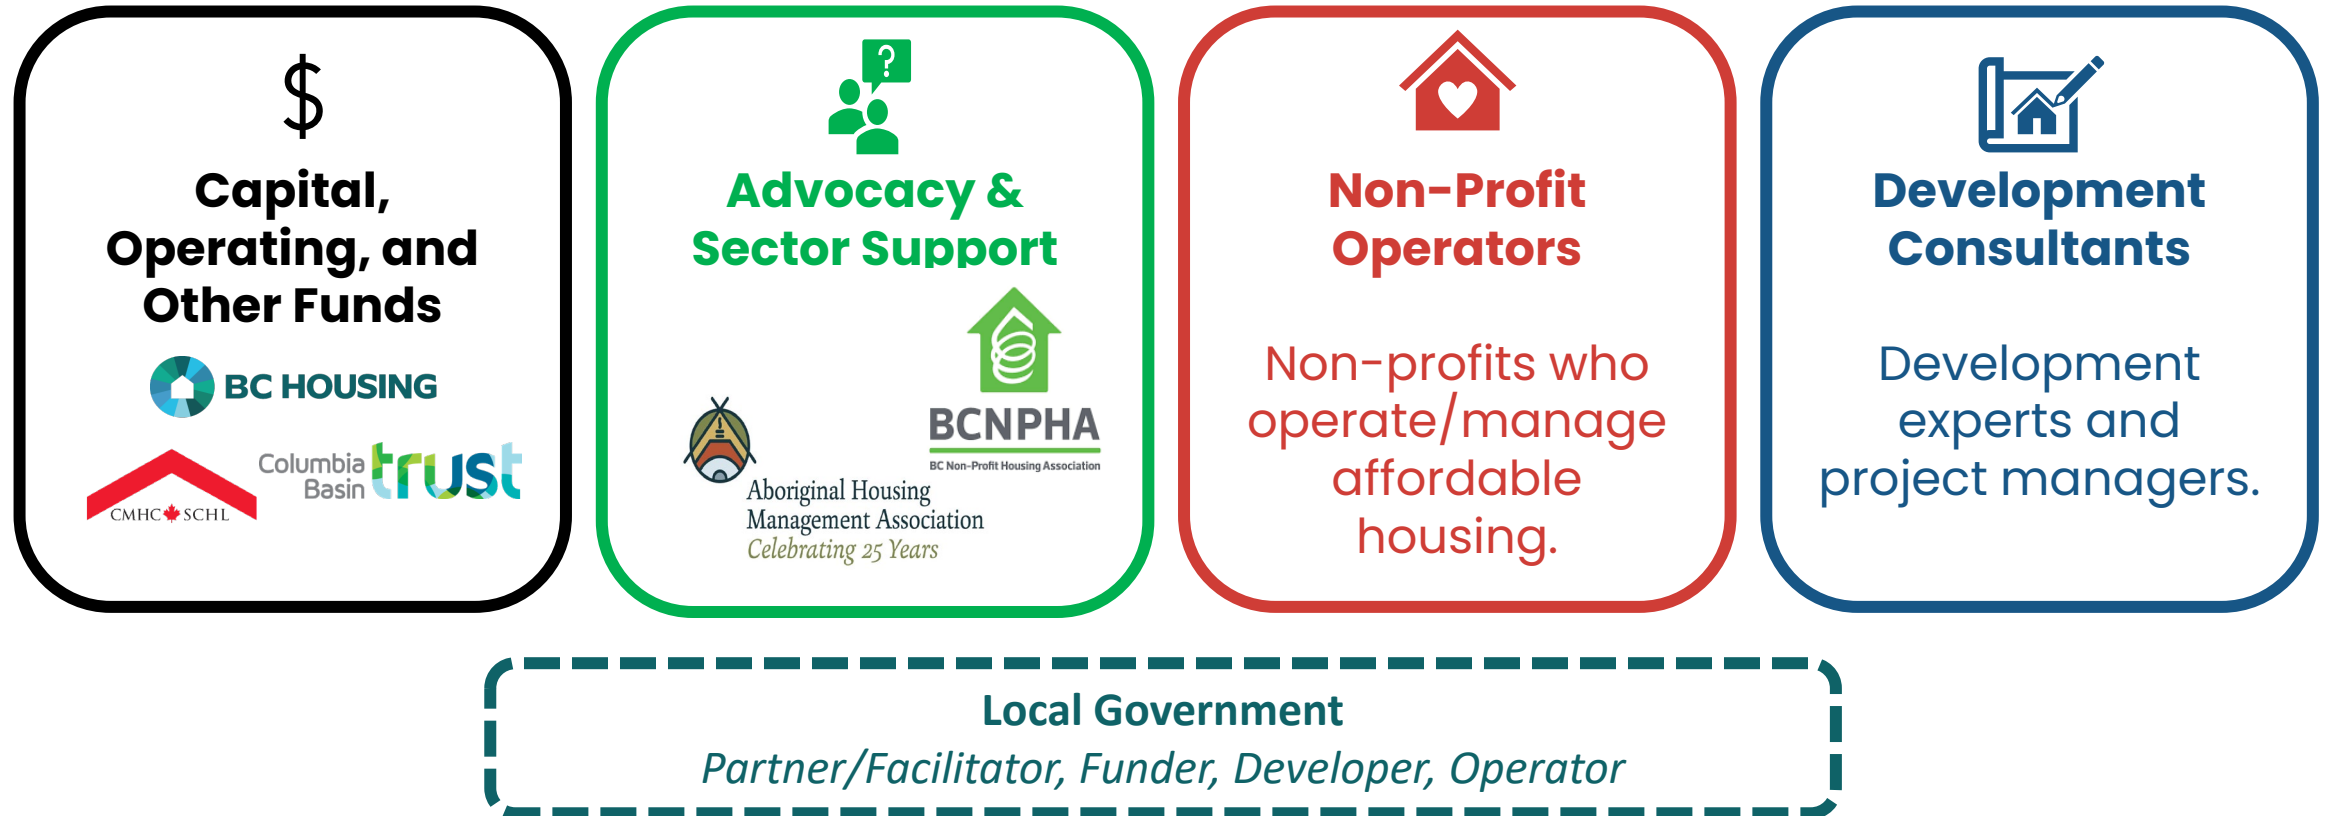 $
Capital,
Operating, and
Other Funds
BC HOUSING
CMHC SCHL
Columbia
Basin
trust
?
Advocacy &
Sector Support
BCNPHA
BC Non-Profit Housing Association
Aboriginal Housing
Management Association
Celebrating 25 Years
Non-Profit
Operators
Non-profits who
operate/manage
affordable
housing.
Development
Consultants
Development
experts and
project managers.
Local Government
Partner/Facilitator, Funder, Developer, Operator